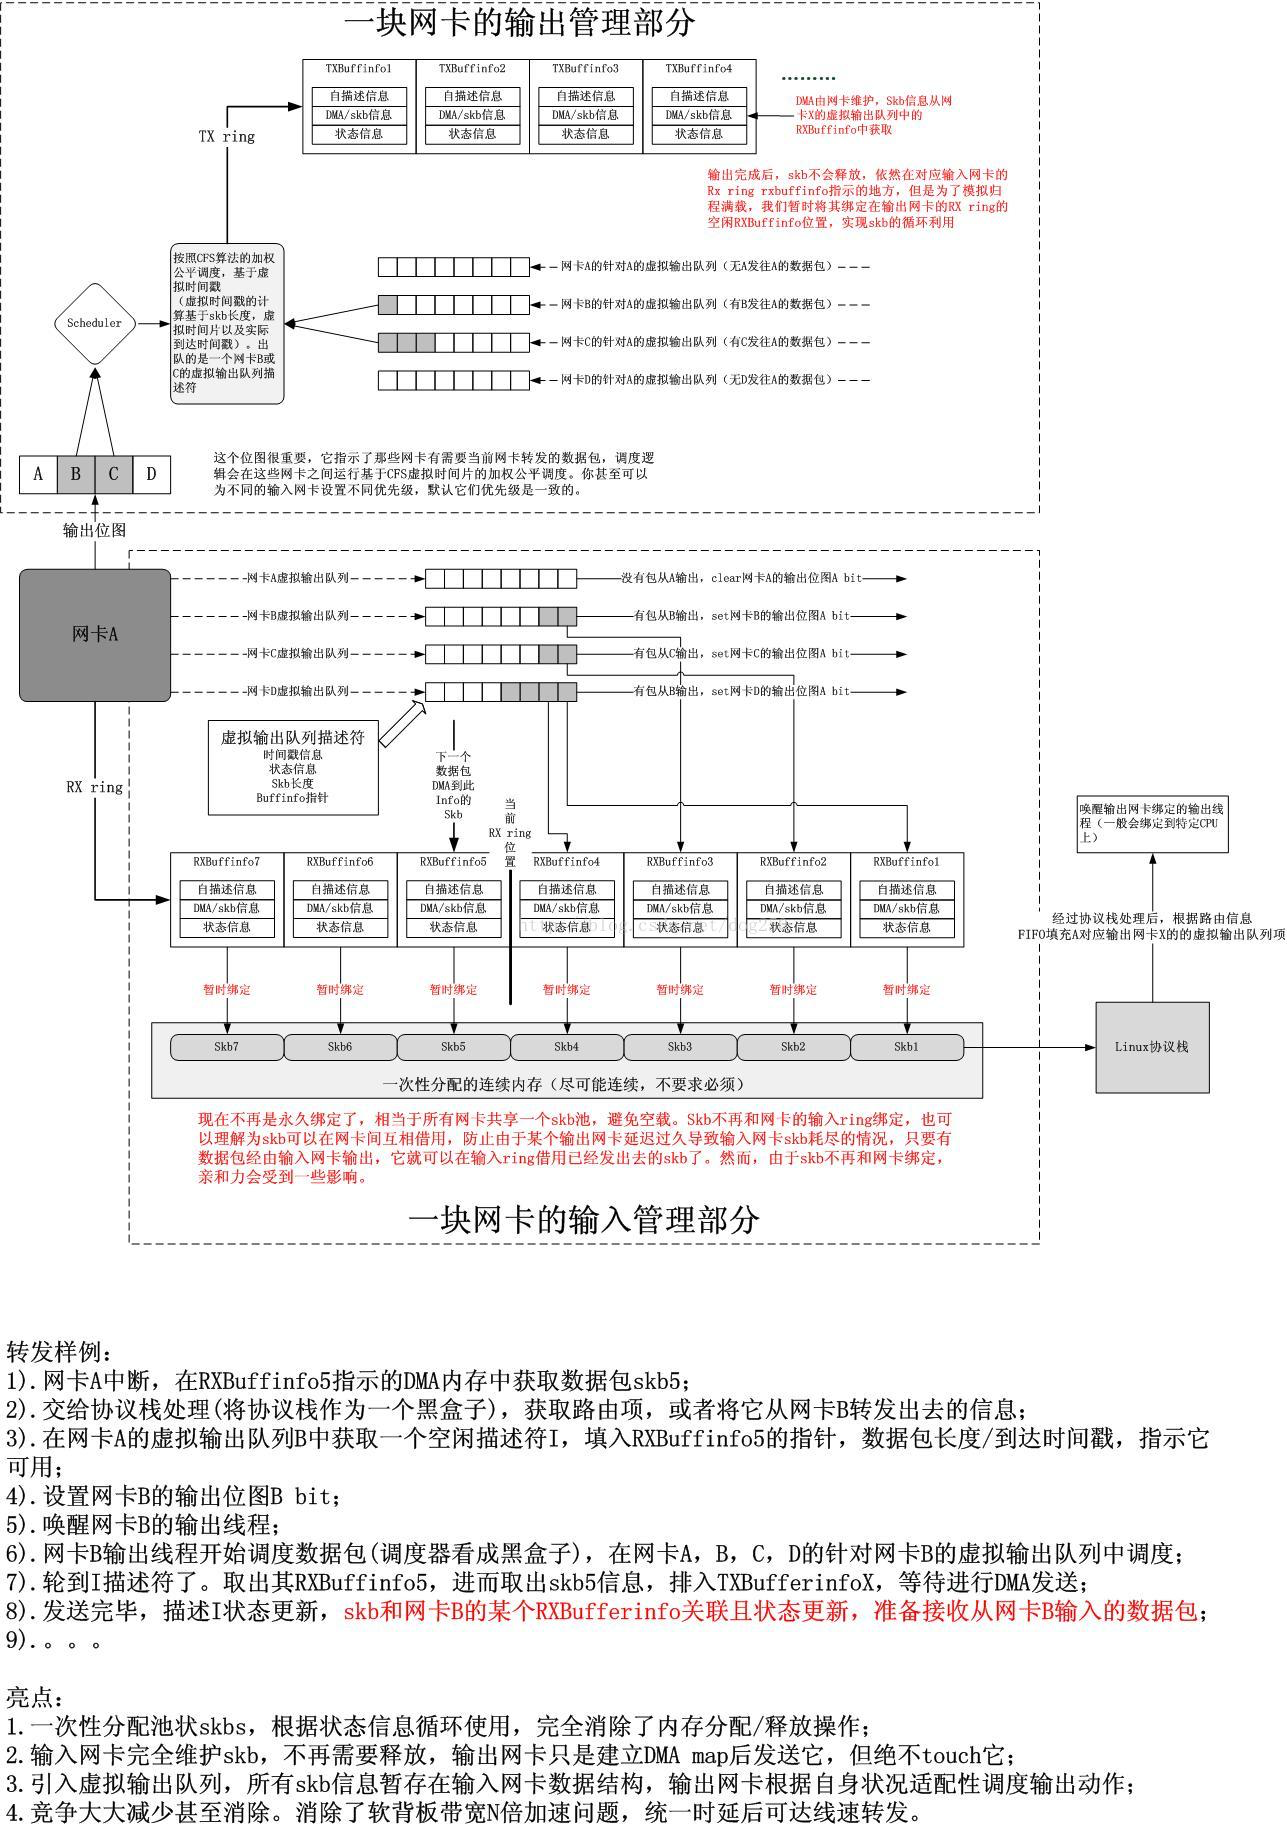 一块网卡的输出管理部分
TXBuffinfo1
自描述信息
DMA/skb信息
状态信息
TXBuffinfo2
自描述信息
DMA/skb信息
状态信息
TXBuffinfo3
自描述信息
DMA/skb信息
状态信息
TXBuffinfo4
自描述信息
DMA/skb信息
状态信息
………
DMA由网卡维护，Skb信息从网
卡X的虚拟输出队列中的
RXBuffinfo中获取
TX ring
输出完成后，skb不会释放，依然在对应输入网卡的
Rx ring rxbuffinfo指示的地方，但是为了模拟归
程满载，我们暂时将其绑定在输出网卡的RX ring的
空闲RXBuffinfo位置，实现skb的循环利用
按照CFS算法的加权
公平调度，基于虚
拟时间戳
（虚拟时间戳的计
算基于skb长度，虚
拟时间片以及实际
到达时间戳）。出
队的是一个网卡B或
C的虚拟输出队列描
述符
网卡A的针对A的虚拟输出队列（无A发往A的数据包）
网卡B的针对A的虚拟输出队列（有B发往A的数据包）
网卡C的针对A的虚拟输出队列（有C发往A的数据包）
网卡D的针对A的虚拟输出队列（无D发往A的数据包）
Scheduler
A
B
C
D
这个位图很重要，它指示了那些网卡有需要当前网卡转发的数据包，调度逻
辑会在这些网卡之间运行基于CFS虚拟时间片的加权公平调度。你甚至可以
为不同的输入网卡设置不同优先级，默认它们优先级是一致的。
输出位图
网卡A
网卡A虚拟输出队列
没有包从A输出，clear网卡A的输出位图A bit
网卡B虚拟输出队列
有包从B输出，set网卡B的输出位图A bit
网卡C虚拟输出队列
有包从C输出，set网卡C的输出位图A bit
网卡D虚拟输出队列
有包从B输出，set网卡D的输出位图A bit
虚拟输出队列描述符
时间戳信息
状态信息
Skb长度
Buffinfo指针
下一个
数据包
DMA到此
Info的
Skb
当
前
RX ring
位
置
RX ring
唤醒输出网卡绑定的输出线
程（一般会绑定到特定CPU
上）
RXBuffinfo7
自描述信息
DMA/skb信息
状态信息
RXBuffinfo6
自描述信息
DMA/skb信息
状态信息
RXBuffinfo5
自描述信息
DMA/skb信息
状态信息
RXBuffinfo4
自描述信息
DMA/skb信息
状态信息
RXBuffinfo3
自描述信息
DMA/skb信息
状态信息
RXBuffinfo2
自描述信息
DMA/skb信息
状态信息
RXBuffinfo1
自描述信息
DMA/skb信息
状态信息
经过协议栈处理后，根据路由信息
FIFO填充A对应输出网卡X的的虚拟输出队列项
暂时绑定
暂时绑定
暂时绑定
暂时绑定
暂时绑定
暂时绑定
暂时绑定
Skb7
Skb6
Skb5
Skb4
Skb3
Skb2
Skb1
Linux协议栈
一次性分配的连续内存（尽可能连续，不要求必须）
现在不再是永久绑定了，相当于所有网卡共享一个skb池，避免空载。Skb不再和网卡的输入ring绑定，也可
以理解为skb可以在网卡间互相借用，防止由于某个输出网卡延迟过久导致输入网卡skb耗尽的情况，只要有
数据包经由输入网卡输出，它就可以在输入ring借用已经发出去的skb了。然而，由于skb不再和网卡绑定，
亲和力会受到一些影响。
一块网卡的输入管理部分
转发样例：
1).网卡A中断，在RXBuffinfo5指示的DMA内存中获取数据包skb5；
2).交给协议栈处理(将协议栈作为一个黑盒子)，获取路由项，或者将它从网卡B转发出去的信息；
3).在网卡A的虚拟输出队列B中获取一个空闲描述符I，填入RXBuffinfo5的指针，数据包长度/到达时间戳，指示它
可用；
4).设置网卡B的输出位图B bit；
5).唤醒网卡B的输出线程；
6).网卡B输出线程开始调度数据包(调度器看成黑盒子)，在网卡A，B，C，D的针对网卡B的虚拟输出队列中调度；
7).轮到I描述符了。取出其RXBuffinfo5，进而取出skb5信息，排入TXBufferinfoX，等待进行DMA发送；
8).发送完毕，描述I状态更新，skb和网卡B的某个RXBufferinfo关联且状态更新，准备接收从网卡B输入的数据包；
9).。。。
亮点：
1.一次性分配池状skbs，根据状态信息循环使用，完全消除了内存分配/释放操作；
2.输入网卡完全维护skb，不再需要释放，输出网卡只是建立DMA map后发送它，但绝不touch它；
3.引入虚拟输出队列，所有skb信息暂存在输入网卡数据结构，输出网卡根据自身状况适配性调度输出动作；
4.竞争大大减少甚至消除。消除了软背板带宽N倍加速问题，统一时延后可达线速转发。